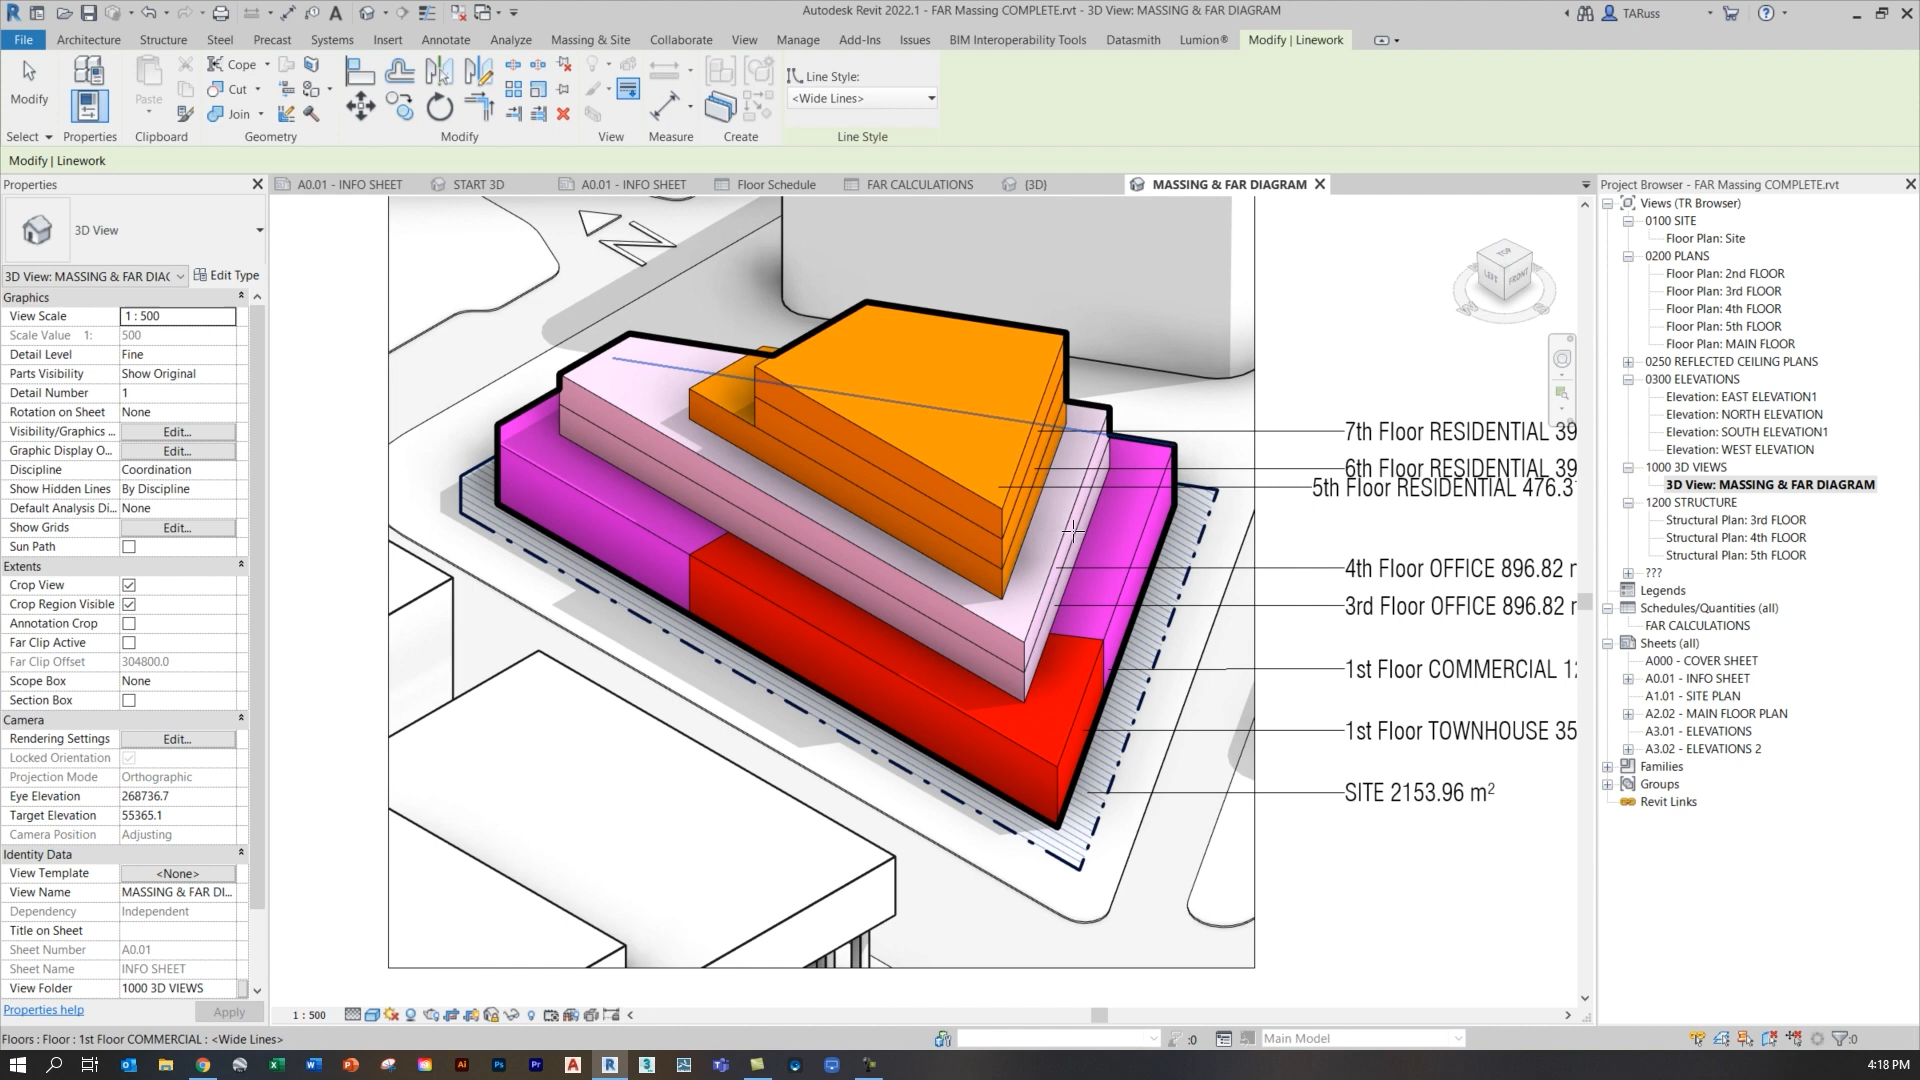 Autodesk Revit 2022.1 - FAR Massing COMPLETE.rvt - 3D View: MASSING & FAR DIAGRAM
TARuss
File Architecture Structure Steel Precast Systems Insert Annotate Analyze Massing & Site Collaborate View Manage Add-Ins Issues BIM Interoperability Tools Datasmith Lumion® Modify | Linework
Modify
Paste
Cope
Cut
Join
Line Style:
<Wide Lines>
Select Properties Clipboard Geometry Modify View Measure Create Line Style
Modify | Linework
Properties
A0.01 - INFO SHEET START 3D A0.01 - INFO SHEET Floor Schedule FAR CALCULATIONS {3D} MASSING & FAR DIAGRAM
3D View
3D View: MASSING & FAR DIA( Edit Type
Graphics
View Scale 1 : 500
Scale Value 1: 500
Detail Level Fine
Parts Visibility Show Original
Detail Number 1
Rotation on Sheet None
Visibility/Graphics ... Edit...
Graphic Display O... Edit...
Discipline Coordination
Show Hidden Lines By Discipline
Default Analysis Di... None
Show Grids Edit...
Sun Path
Extents
Crop View
Crop Region Visible
Annotation Crop
Far Clip Active
Far Clip Offset 304800.0
Scope Box None
Section Box
Camera
Rendering Settings Edit...
Locked Orientation
Projection Mode Orthographic
Eye Elevation 268736.7
Target Elevation 55365.1
Camera Position Adjusting
Identity Data
View Template <None>
View Name MASSING & FAR DI...
Dependency Independent
Title on Sheet
Sheet Number A0.01
Sheet Name INFO SHEET
View Folder 1000 3D VIEWS
Properties help Apply
N
TOP
LEFT FRONT
7th Floor RESIDENTIAL 39
6th Floor RESIDENTIAL 39
5th Floor RESIDENTIAL 476.3
4th Floor OFFICE 896.82
3rd Floor OFFICE 896.82
1st Floor COMMERCIAL 12
1st Floor TOWNHOUSE 35
SITE 2153.96 m²
Project Browser - FAR Massing COMPLETE.rvt
Views (TR Browser)
0100 SITE
Floor Plan: Site
0200 PLANS
Floor Plan: 2nd FLOOR
Floor Plan: 3rd FLOOR
Floor Plan: 4th FLOOR
Floor Plan: 5th FLOOR
Floor Plan: MAIN FLOOR
0250 REFLECTED CEILING PLANS
0300 ELEVATIONS
Elevation: EAST ELEVATION1
Elevation: NORTH ELEVATION
Elevation: SOUTH ELEVATION1
Elevation: WEST ELEVATION
1000 3D VIEWS
3D View: MASSING & FAR DIAGRAM
1200 STRUCTURE
Structural Plan: 3rd FLOOR
Structural Plan: 4th FLOOR
Structural Plan: 5th FLOOR
???
Legends
Schedules/Quantities (all)
FAR CALCULATIONS
Sheets (all)
A000 - COVER SHEET
A0.01 - INFO SHEET
A1.01 - SITE PLAN
A2.02 - MAIN FLOOR PLAN
A3.01 - ELEVATIONS
A3.02 - ELEVATIONS 2
Families
Groups
Revit Links
1 : 500
Floors : Floor : 1st Floor COMMERCIAL : <Wide Lines>
:0
Main Model
:0
4:18 PM